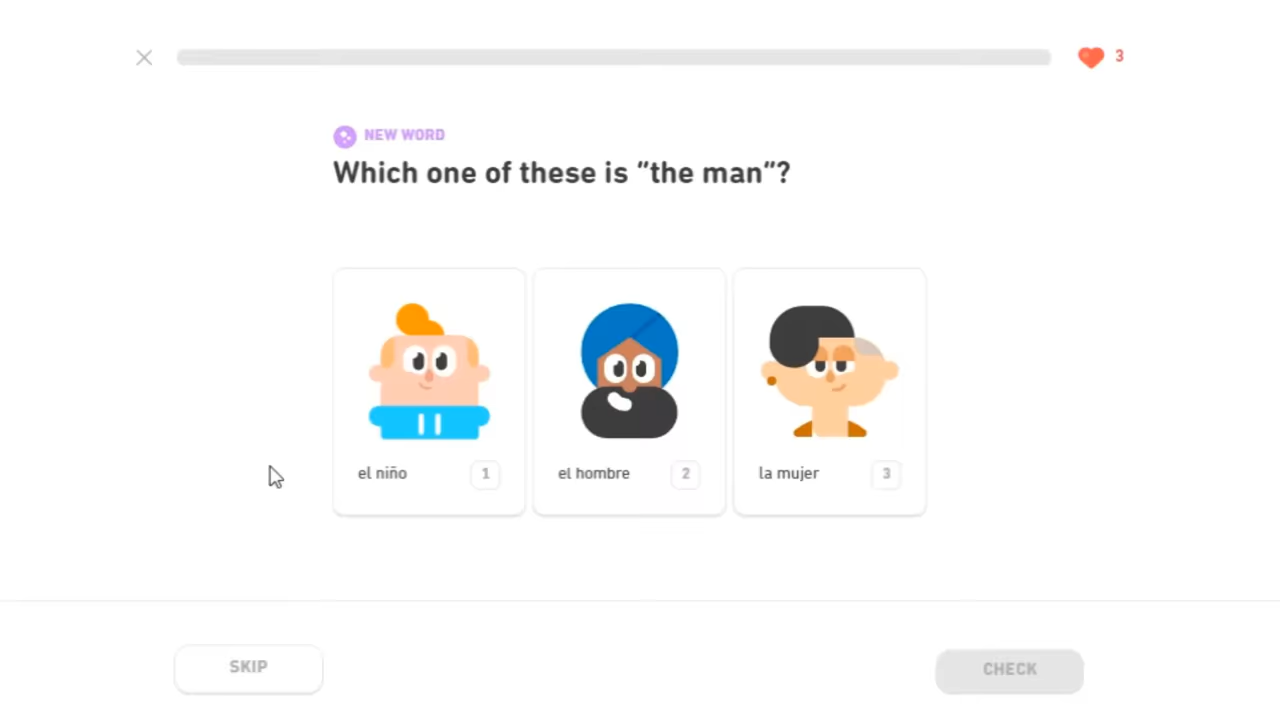 3
NEW WORD
Which one of these is "the man"?
el niño 1
el hombre 2
la mujer 3
SKIP
CHECK